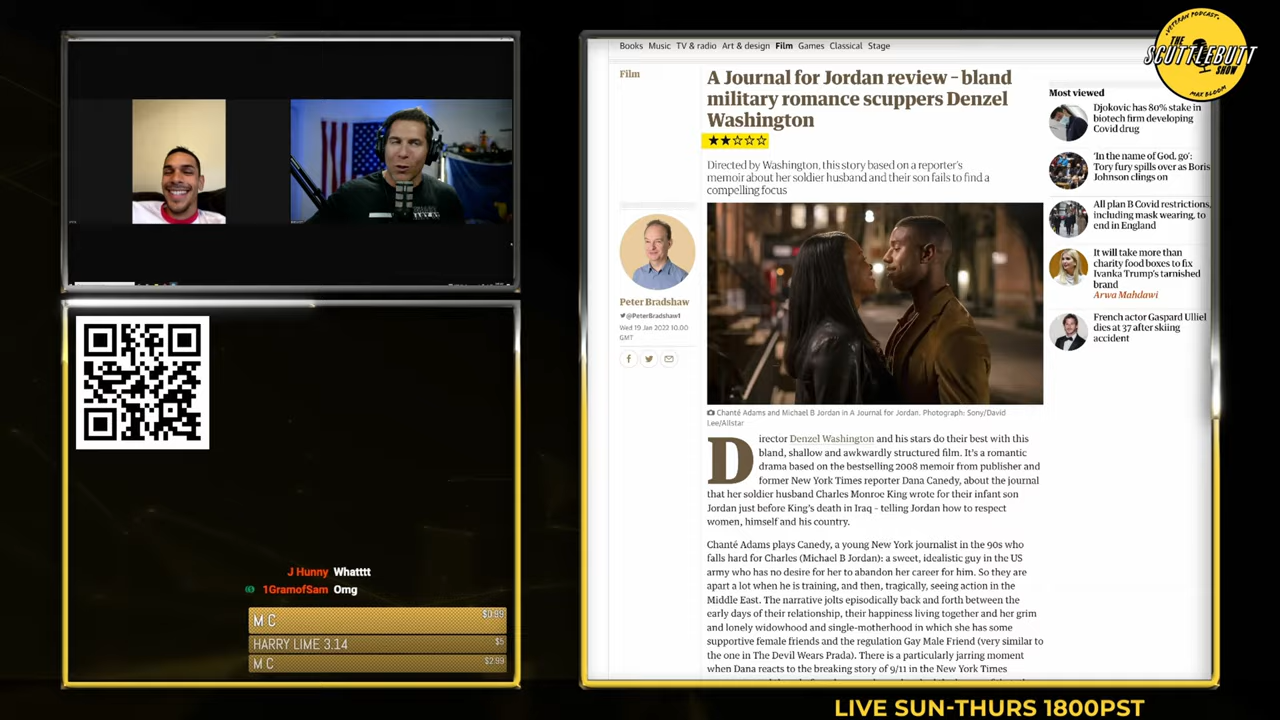 VETERAN PODCAST
THE
SCUTTLEBUTT
SHOW
MAX BLOOM
Books Music TV & radio Art & design Film Games Classical Stage
Film
A Journal for Jordan review – bland
military romance scuppers Denzel
Washington
★★☆☆☆
Directed by Washington, this story based on a reporter's
memoir about her soldier husband and their son fails to find a
compelling focus
Peter Bradshaw
@PeterBradshaw1
Wed 19 Jan 2022 10.00
GMT
Chanté Adams and Michael B Jordan in A Journal for Jordan. Photograph: Sony/David
Lee/Allstar
Director Denzel Washington and his stars do their best with this
bland, shallow and awkwardly structured film. It's a romantic
drama based on the bestselling 2008 memoir from publisher and
former New York Times reporter Dana Canedy, about the journal
that her soldier husband Charles Monroe King wrote for their infant son
Jordan just before King's death in Iraq – telling Jordan how to respect
women, himself and his country.
Chanté Adams plays Canedy, a young New York journalist in the 90s who
falls hard for Charles (Michael B Jordan): a sweet, idealistic guy in the US
army who has no desire for her to abandon her career for him. So they are
apart a lot when he is training, and then, tragically, seeing action in the
Middle East. The narrative jolts episodically back and forth between the
early days of their relationship, their happiness living together and her grim
and lonely widowhood and single-motherhood in which she has some
supportive female friends and the regulation Gay Male Friend (very similar to
the one in The Devil Wears Prada). There is a particularly jarring moment
when Dana reacts to the breaking story of 9/11 in the New York Times
Most viewed
Djokovic has 80% stake in
biotech firm developing
Covid drug
'In the name of God, go':
Tory fury spills over as Boris
Johnson clings on
All plan B Covid restrictions,
including mask wearing, to
end in England
It will take more than
charity food boxes to fix
Ivanka Trump's tarnished
brand
Arwa Mahdawi
French actor Gaspard Ulliel
dies at 37 after skiing
accident
J Hunny Whatttt
1GramofSam Omg
M C $0.99
HARRY LIME 3.14 $5
M C $2.99
LIVE SUN-THURS 1800PST